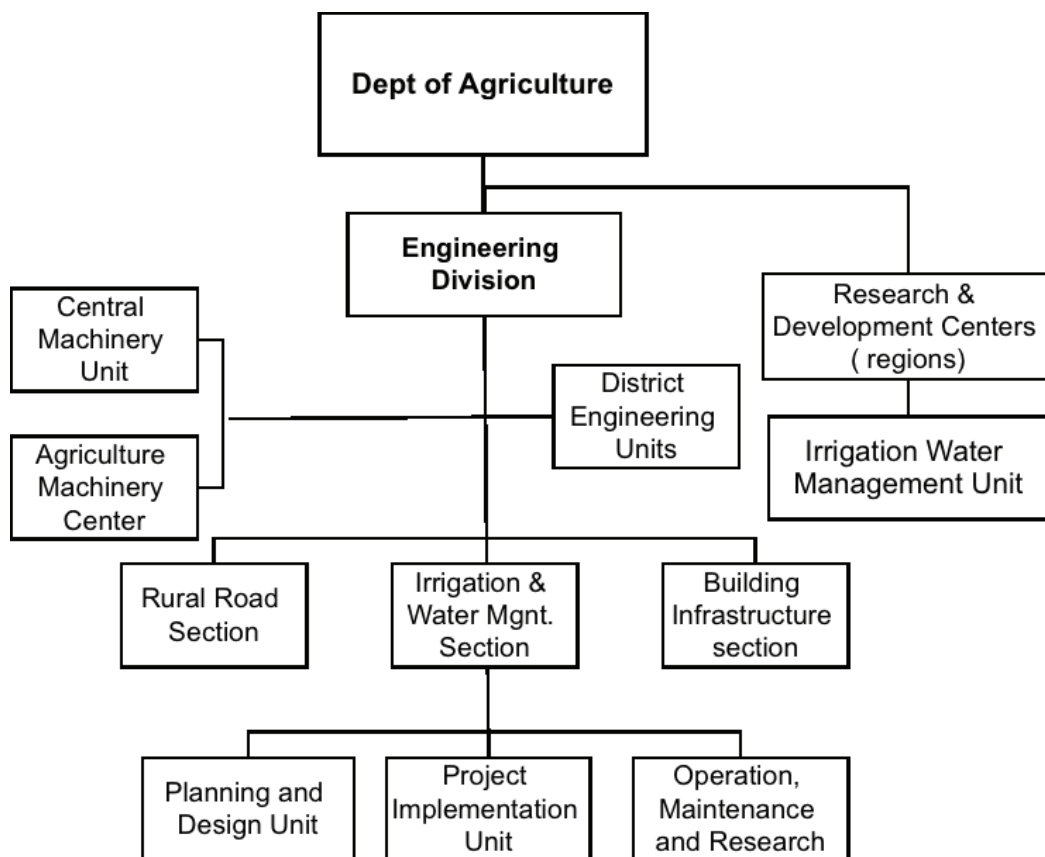 Dept of Agriculture
Engineering
Division
Research &
Development Centers
( regions)
Central
Machinery
Unit
District
Engineering
Units
Irrigation Water
Management Unit
Agriculture
Machinery
Center
Rural Road
Section
Irrigation &
Water Mgnt.
Section
Building
Infrastructure
section
Planning and
Design Unit
Project
Implementation
Unit
Operation,
Maintenance
and Research